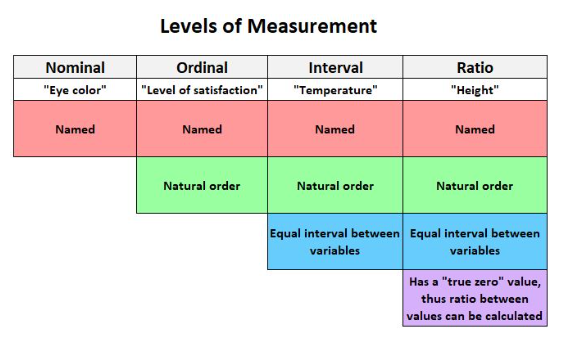 Levels of Measurement
Nominal Ordinal Interval Ratio
"Eye color" "Level of satisfaction" "Temperature" "Height"
Named Named Named Named
Natural order Natural order Natural order
Equal interval between Equal interval between
variables variables
Has a "true zero" value,
thus ratio between
values can be calculated